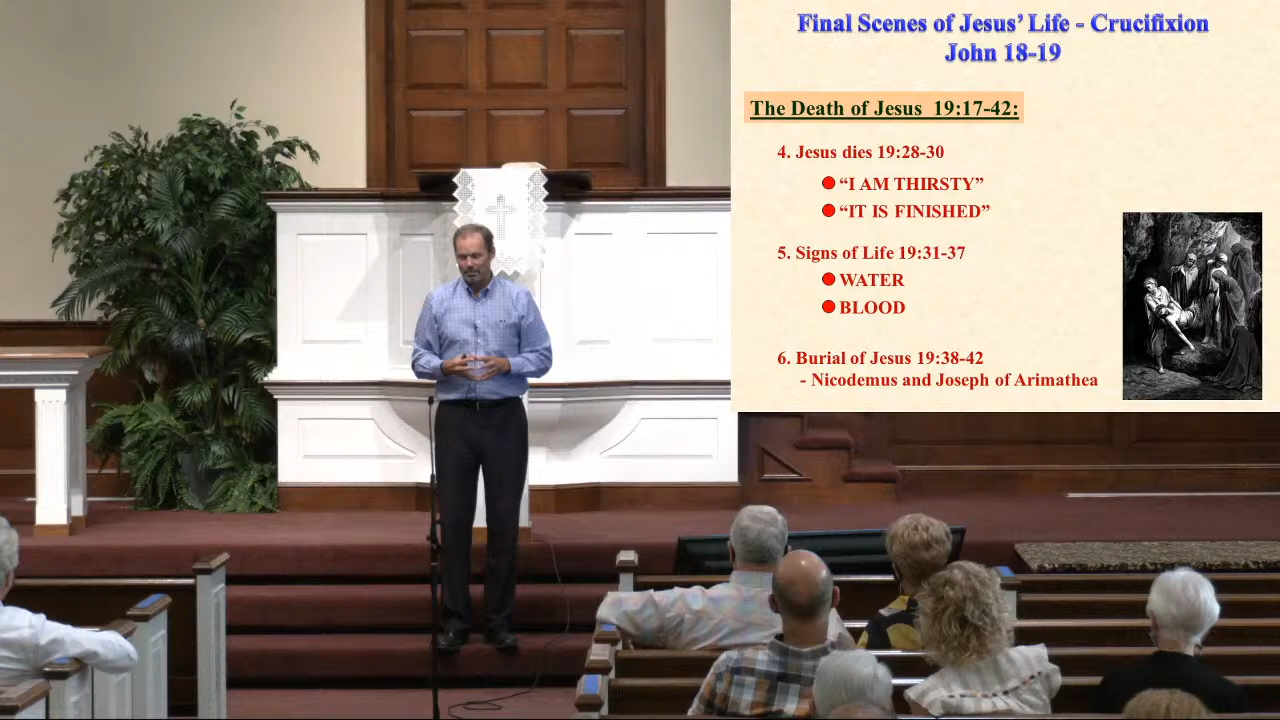 Final Scenes of Jesus’ Life - Crucifixion
John 18-19
The Death of Jesus 19:17-42:
4. Jesus dies 19:28-30
“I AM THIRSTY”
“IT IS FINISHED”
5. Signs of Life 19:31-37
WATER
BLOOD
6. Burial of Jesus 19:38-42
- Nicodemus and Joseph of Arimathea